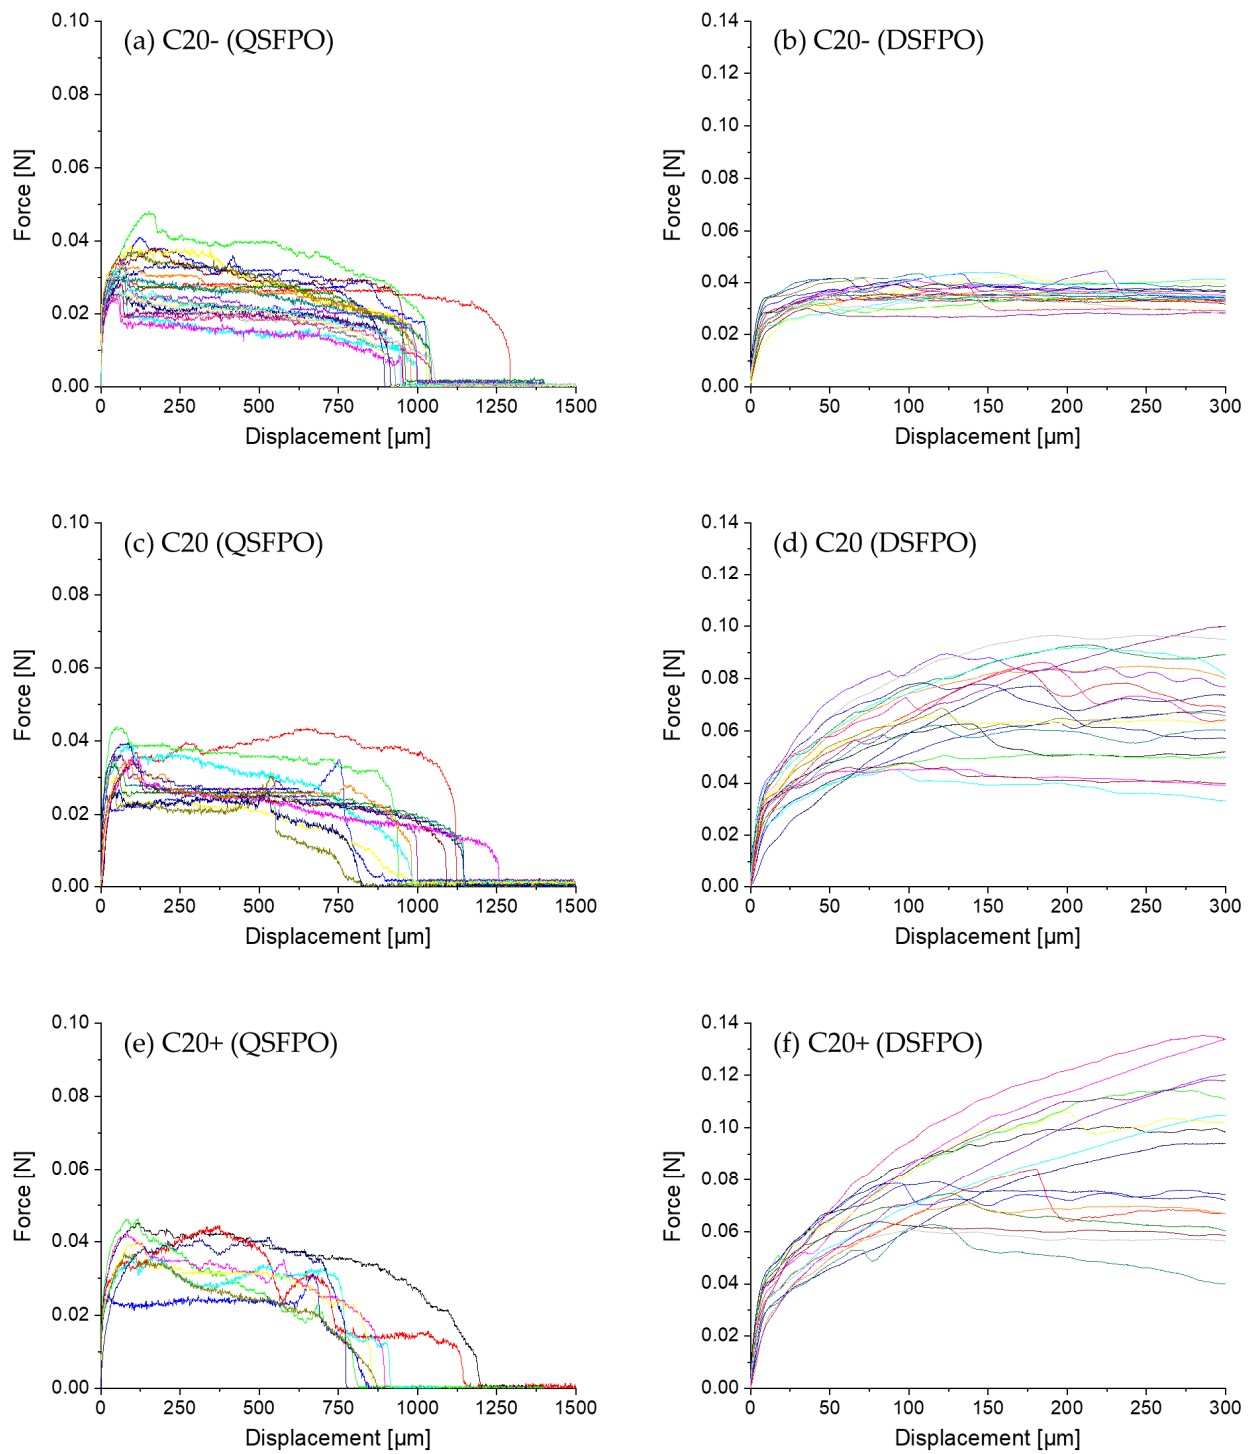 (a) C20- (QSFPO)
0.10
0.08
0.06
0.04
0.02
0.00
Force [N]
0 250 500 750 1000 1250 1500
Displacement [µm]
(b) C20- (DSFPO)
0.14
0.12
0.10
0.08
0.06
0.04
0.02
0.00
Force [N]
0 50 100 150 200 250 300
Displacement [µm]
(c) C20 (QSFPO)
0.10
0.08
0.06
0.04
0.02
0.00
Force [N]
0 250 500 750 1000 1250 1500
Displacement [µm]
(d) C20 (DSFPO)
0.14
0.12
0.10
0.08
0.06
0.04
0.02
0.00
Force [N]
0 50 100 150 200 250 300
Displacement [µm]
(e) C20+ (QSFPO)
0.10
0.08
0.06
0.04
0.02
0.00
Force [N]
0 250 500 750 1000 1250 1500
Displacement [µm]
(f) C20+ (DSFPO)
0.14
0.12
0.10
0.08
0.06
0.04
0.02
0.00
Force [N]
0 50 100 150 200 250 300
Displacement [µm]